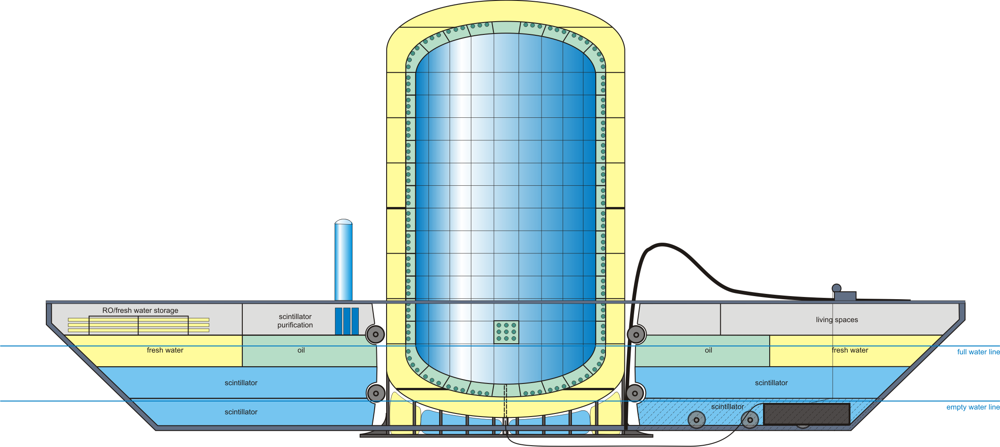 RO/fresh water storage
scintillator
purification
living spaces
fresh water
oil
oil
fresh water
full water line
scintillator
scintillator
scintillator
scintillator
empty water line